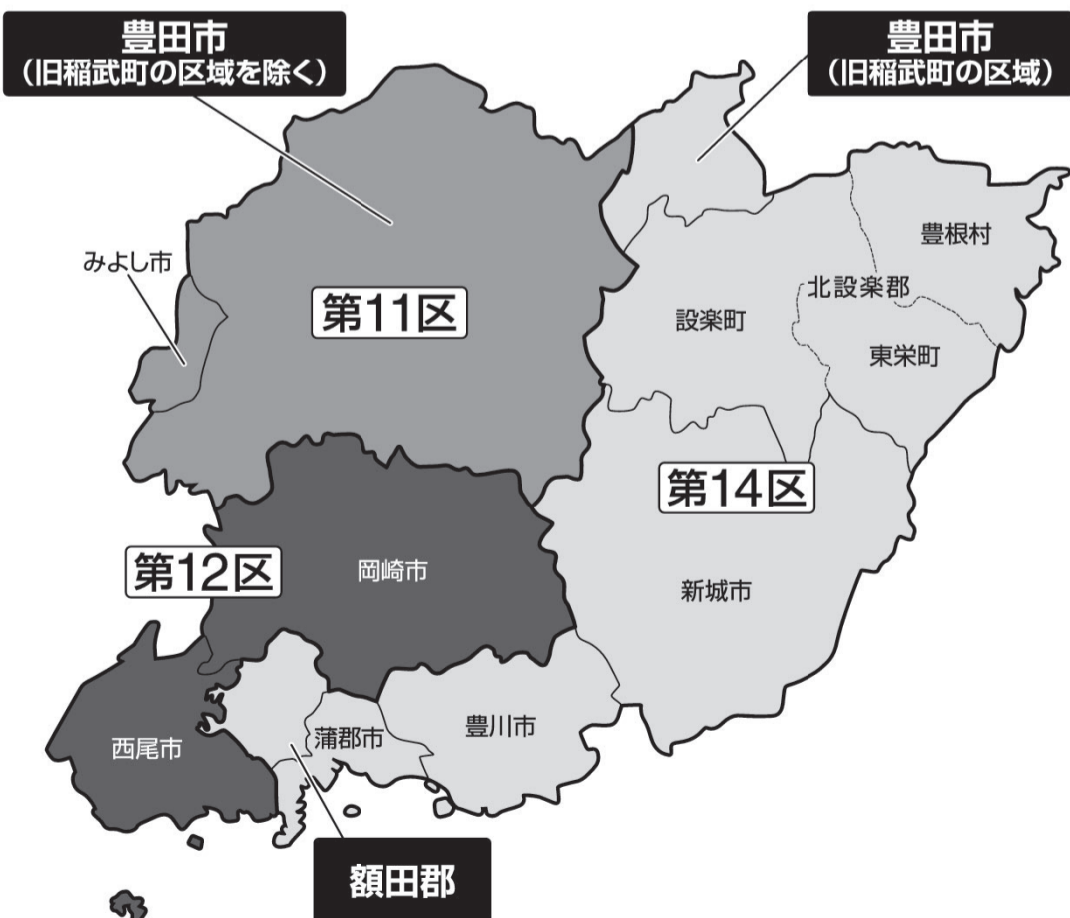 豊田市
（旧稲武町の区域を除く）
豊田市
（旧稲武町の区域）
みよし市
豊根村
北設楽郡
第11区
設楽町
東栄町
第14区
第12区
岡崎市
新城市
西尾市
蒲郡市
豊川市
額田郡